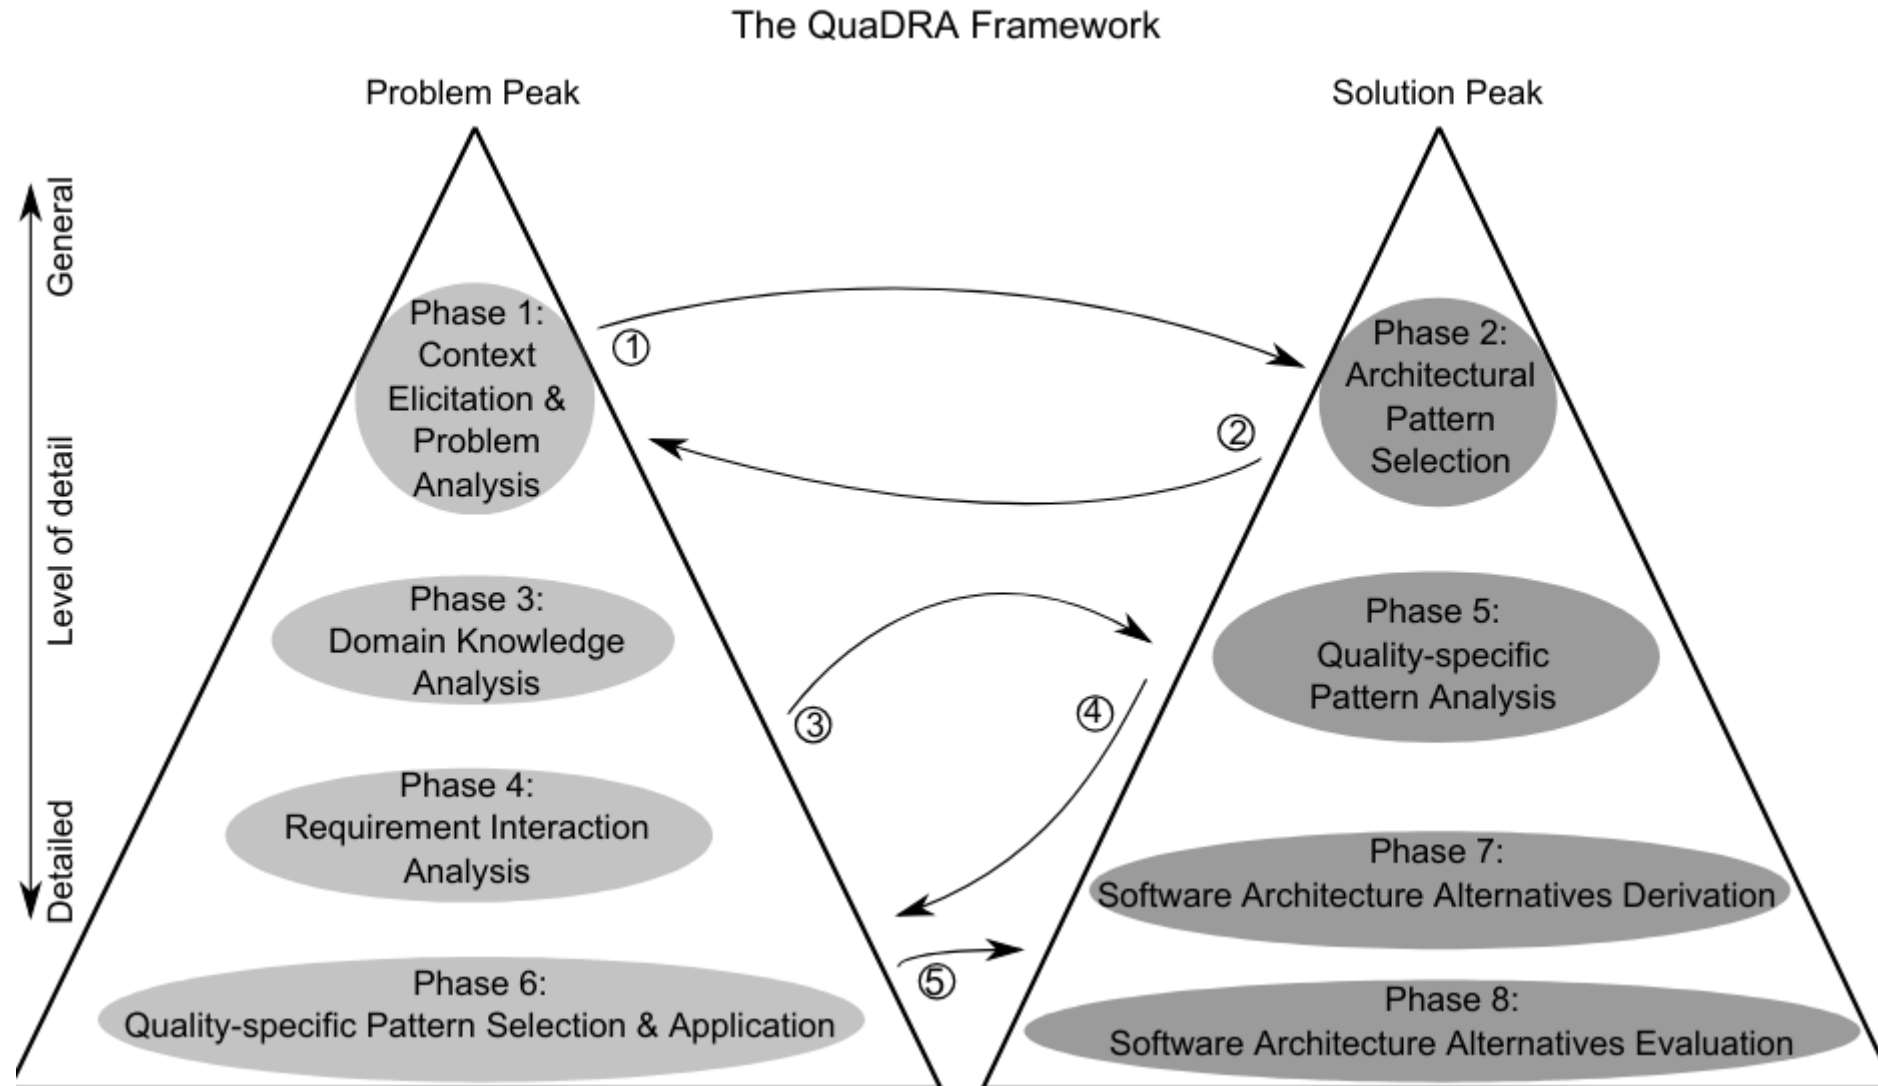 The QuaDRA Framework
Problem Peak
Solution Peak
General
Level of detail
Detailed
Phase 1:
Context
Elicitation &
Problem
Analysis
①
Phase 2:
Architectural
Pattern
Selection
②
Phase 3:
Domain Knowledge
Analysis
③
Phase 4:
Requirement Interaction
Analysis
Phase 5:
Quality-specific
Pattern Analysis
④
Phase 6:
Quality-specific Pattern Selection & Application
⑤
Phase 7:
Software Architecture Alternatives Derivation
Phase 8:
Software Architecture Alternatives Evaluation